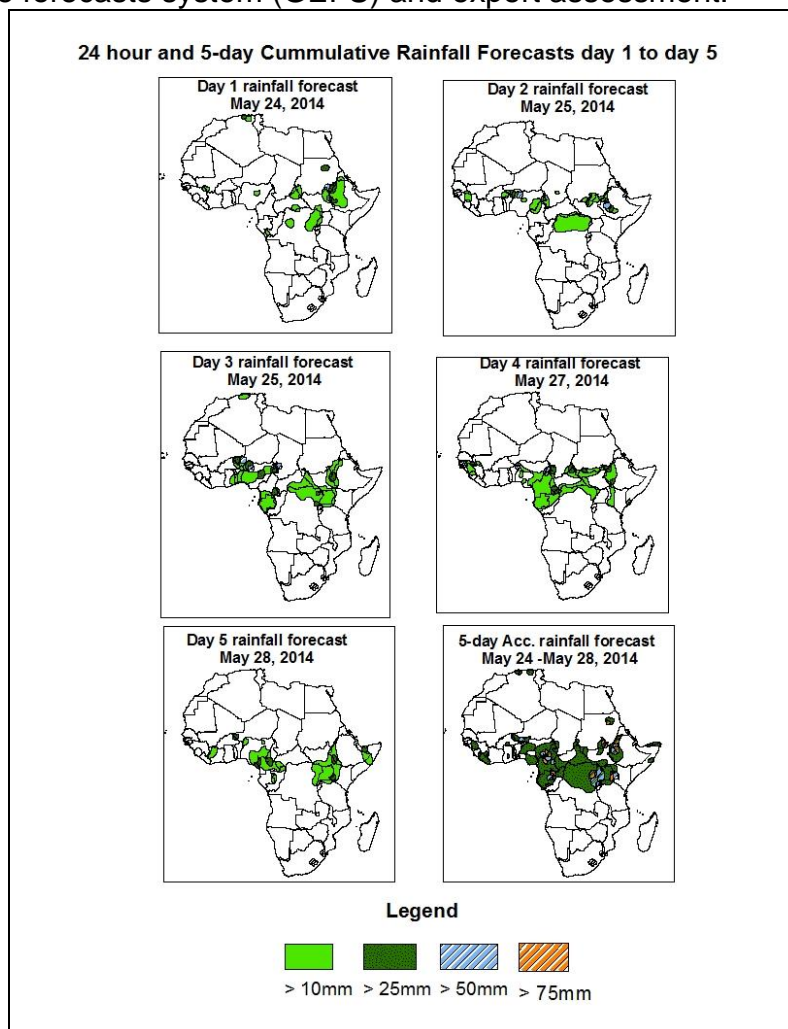 forecasts system (GEFS) and expert assessment.
24 hour and 5-day Cummulative Rainfall Forecasts day 1 to day 5
Day 1 rainfall forecast
May 24, 2014
Day 2 rainfall forecast
May 25, 2014
Day 3 rainfall forecast
May 25, 2014
Day 4 rainfall forecast
May 27, 2014
Day 5 rainfall forecast
May 28, 2014
5-day Acc. rainfall forecast
May 24 -May 28, 2014
Legend
> 10mm > 25mm > 50mm > 75mm